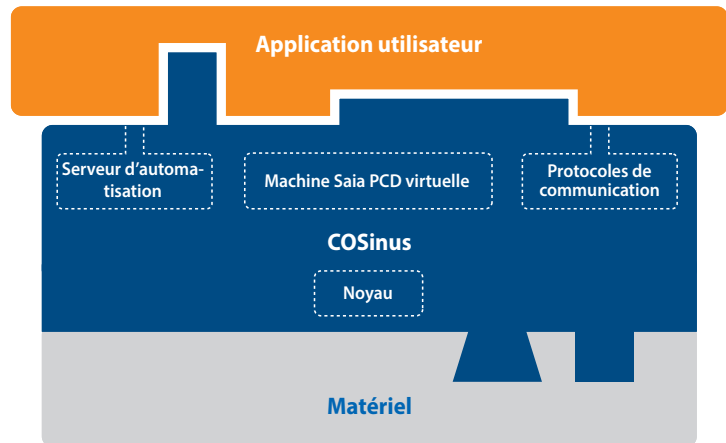 Application utilisateur
Serveur d’automa-
tisation
Machine Saia PCD virtuelle
Protocoles de
communication
COSinus
Noyau
Matériel